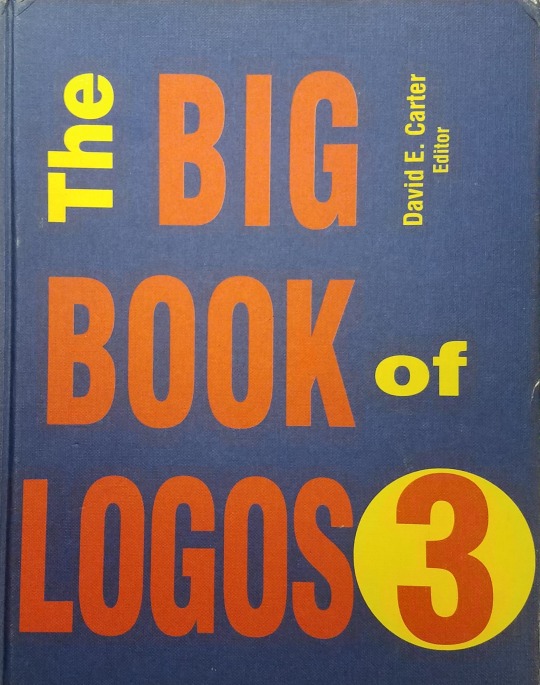 The BIG
David E. Carter
Editor
BOOK of
LOGOS 3